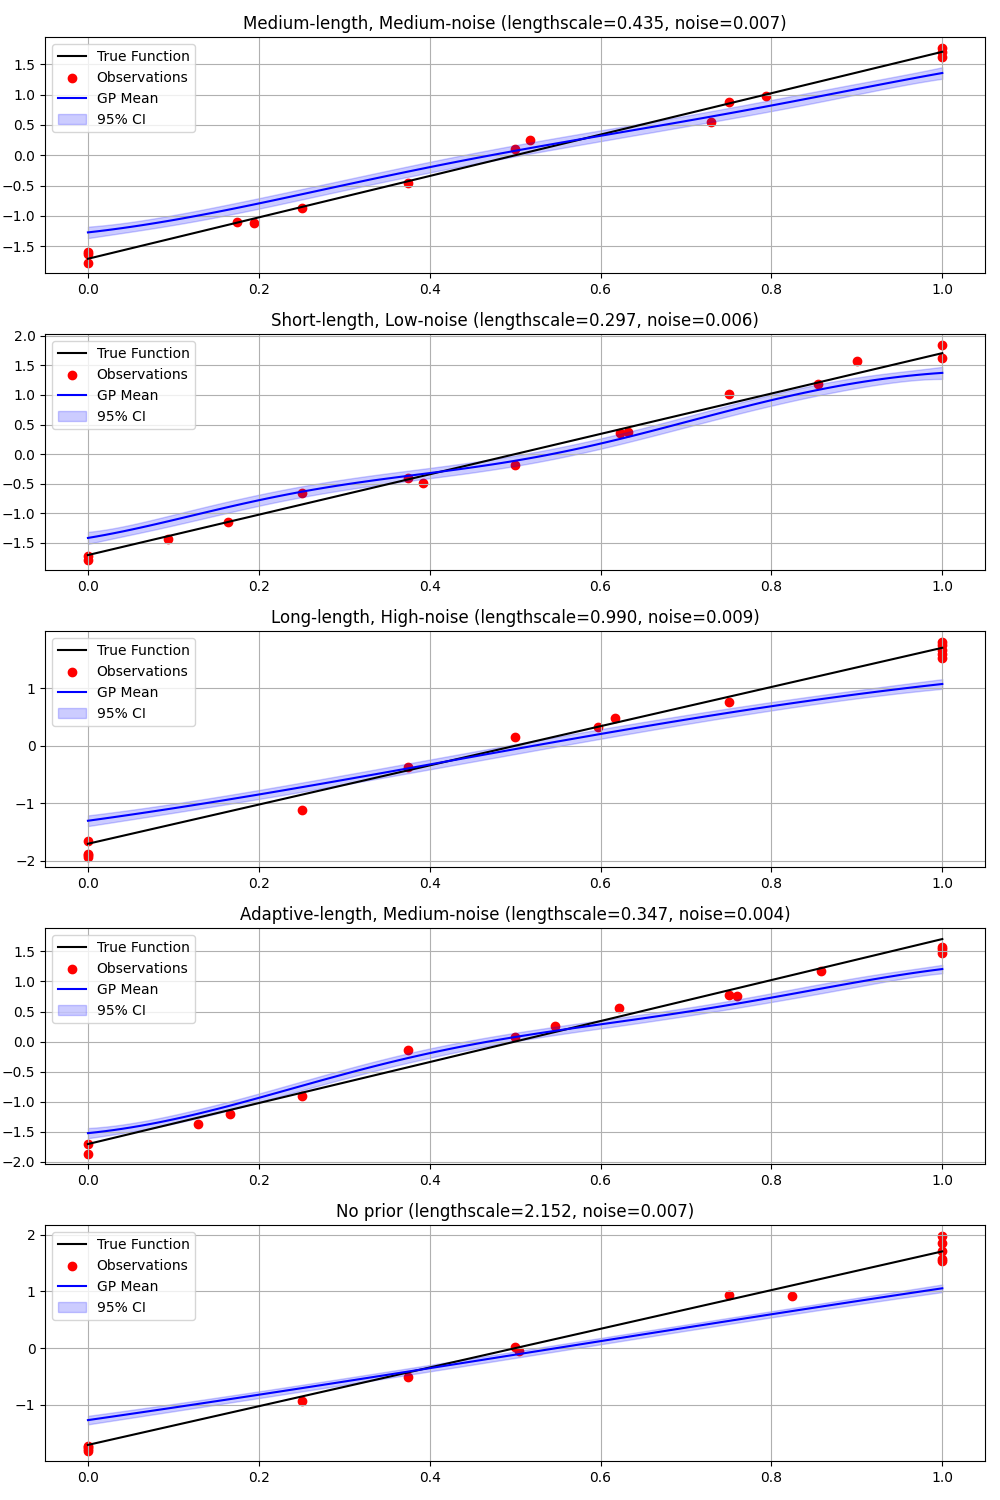 Medium-length, Medium-noise (lengthscale=0.435, noise=0.007)
True Function
Observations
GP Mean
95% CI
1.5
1.0
0.5
0.0
−0.5
−1.0
−1.5
0.0 0.2 0.4 0.6 0.8 1.0
Short-length, Low-noise (lengthscale=0.297, noise=0.006)
True Function
Observations
GP Mean
95% CI
2.0
1.5
1.0
0.5
0.0
−0.5
−1.0
−1.5
0.0 0.2 0.4 0.6 0.8 1.0
Long-length, High-noise (lengthscale=0.990, noise=0.009)
True Function
Observations
GP Mean
95% CI
1
0
−1
−2
0.0 0.2 0.4 0.6 0.8 1.0
Adaptive-length, Medium-noise (lengthscale=0.347, noise=0.004)
True Function
Observations
GP Mean
95% CI
1.5
1.0
0.5
0.0
−0.5
−1.0
−1.5
−2.0
0.0 0.2 0.4 0.6 0.8 1.0
No prior (lengthscale=2.152, noise=0.007)
True Function
Observations
GP Mean
95% CI
2
1
0
−1
0.0 0.2 0.4 0.6 0.8 1.0